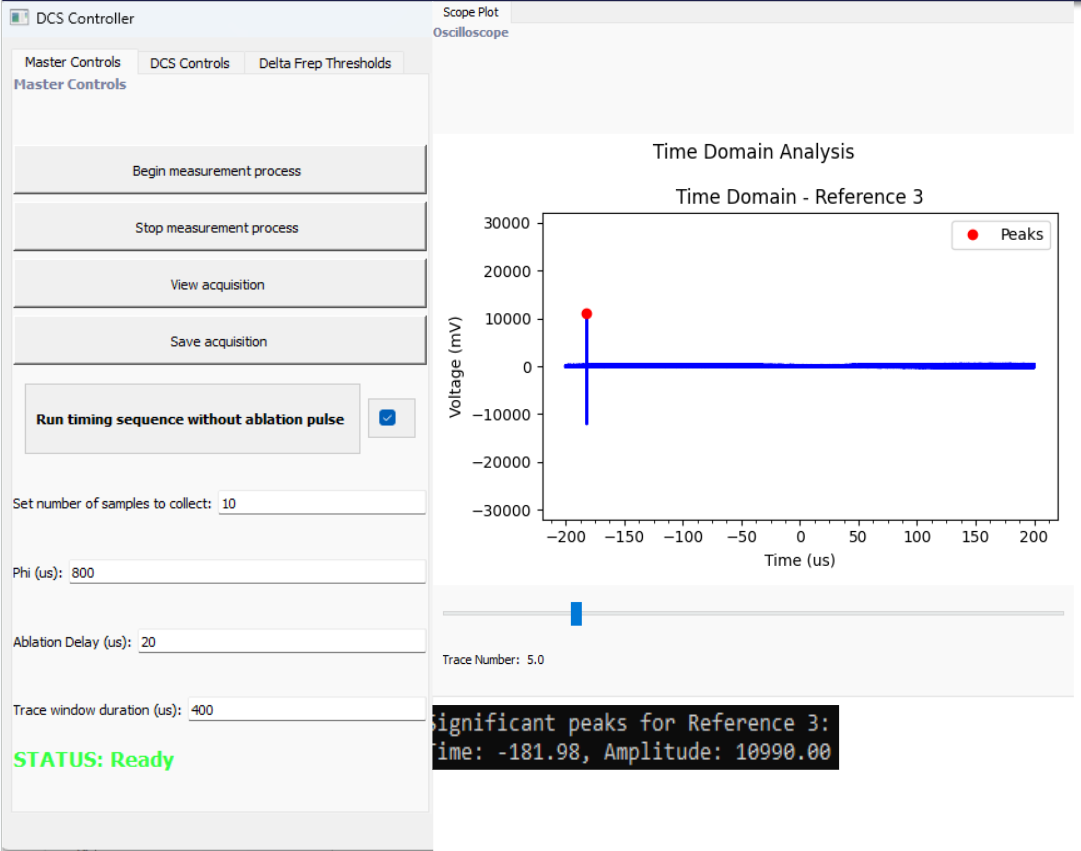 DCS Controller
Master Controls
DCS Controls
Delta Frep Thresholds
Master Controls
Begin measurement process
Stop measurement process
View acquisition
Save acquisition
Run timing sequence without ablation pulse
Set number of samples to collect: 10
Phi (us): 800
Ablation Delay (us): 20
Trace window duration (us): 400
STATUS: Ready
Scope Plot
Oscilloscope
Time Domain Analysis
Time Domain - Reference 3
Peaks
Voltage (mV)
30000
20000
10000
0
−10000
−20000
−30000
−200 −150 −100 −50 0 50 100 150 200
Time (us)
Trace Number: 5.0
Significant peaks for Reference 3:
Time: -181.98, Amplitude: 10990.00